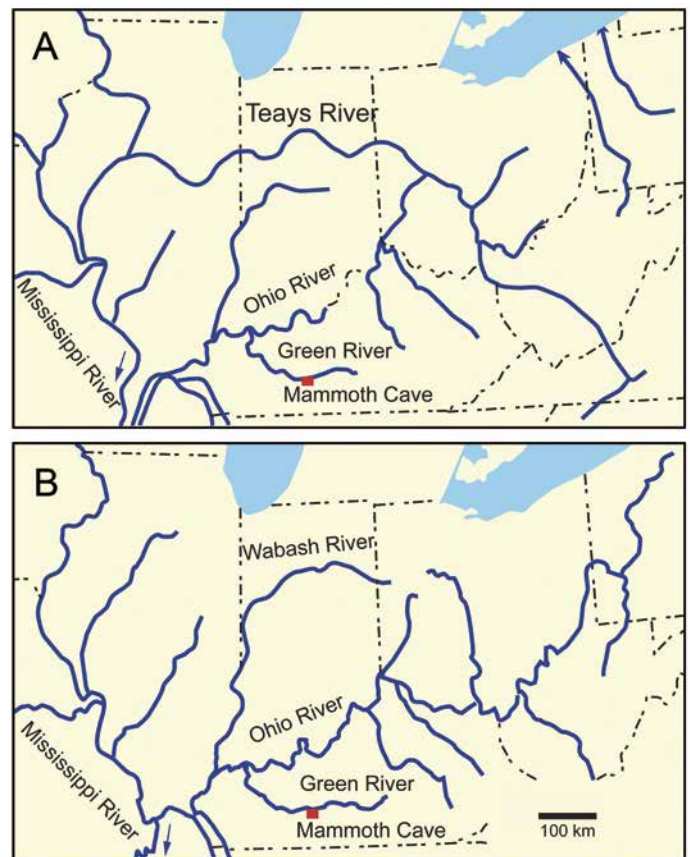 A
Teays River
Ohio River
Mississippi River
Green River
Mammoth Cave
B
Wabash River
Ohio River
Mississippi River
Green River
Mammoth Cave
100 km